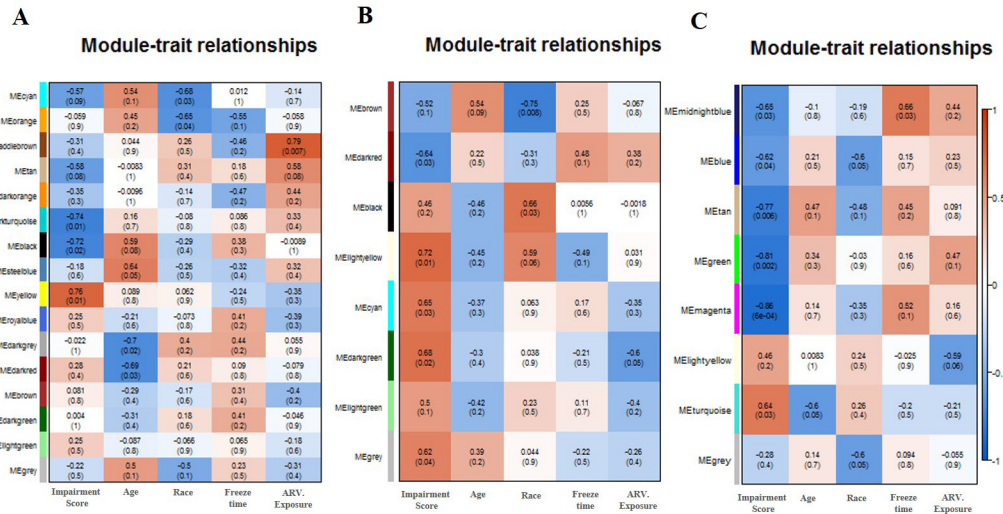 A
B
C
Module-trait relationships
Module-trait relationships
Module-trait relationships
MEcyan -0.57 (0.09) 0.54 (0.1) -0.68 (0.03) 0.012 (1) -0.14 (0.7)
MEorange -0.059 (0.9) 0.45 (0.2) -0.65 (0.04) -0.55 (0.1) -0.058 (0.9)
addlebrown -0.31 (0.4) 0.044 (0.9) 0.26 (0.5) -0.46 (0.2) 0.79 (0.007)
MEtan -0.58 (0.08) -0.0083 (1) 0.31 (0.4) 0.18 (0.6) 0.58 (0.08)
darkorange -0.35 (0.3) -0.0096 (1) -0.14 (0.7) -0.47 (0.2) 0.44 (0.2)
rkturquoise -0.74 (0.01) 0.16 (0.7) -0.08 (0.8) 0.086 (0.8) 0.33 (0.4)
MEblack -0.72 (0.02) 0.59 (0.08) -0.29 (0.4) 0.38 (0.3) -0.0089 (1)
Esteelblue -0.18 (0.6) 0.64 (0.05) -0.26 (0.5) -0.32 (0.4) 0.32 (0.4)
MEyellow 0.76 (0.01) 0.089 (0.8) 0.062 (0.9) -0.24 (0.5) -0.35 (0.3)
Eroyalblue 0.25 (0.5) -0.21 (0.6) -0.073 (0.8) 0.41 (0.2) -0.39 (0.3)
Edarkgrey -0.022 (1) -0.7 (0.02) 0.4 (0.2) 0.44 (0.2) 0.055 (0.9)
MEdarkred 0.28 (0.4) -0.69 (0.03) 0.21 (0.6) 0.09 (0.8) -0.079 (0.8)
MEbrown 0.081 (0.8) -0.29 (0.4) -0.17 (0.6) 0.31 (0.4) -0.4 (0.2)
Edarkgreen 0.004 (1) -0.31 (0.4) 0.18 (0.6) 0.41 (0.2) -0.046 (0.9)
Elightgreen 0.25 (0.5) -0.087 (0.8) -0.066 (0.9) 0.065 (0.9) -0.18 (0.6)
MEgrey -0.22 (0.5) 0.5 (0.1) -0.5 (0.1) 0.23 (0.5) -0.31 (0.4)
Impairment Score Age Race Freeze time ARV. Exposure
MEbrown -0.52 (0.1) 0.54 (0.09) -0.75 (0.008) 0.25 (0.5) -0.067 (0.8)
MEdarkred -0.64 (0.03) 0.22 (0.5) -0.31 (0.3) 0.48 (0.1) 0.38 (0.2)
MEblack 0.46 (0.2) -0.46 (0.2) 0.66 (0.03) 0.0056 (1) -0.0018 (1)
MElightyellow 0.72 (0.01) -0.45 (0.2) 0.59 (0.06) -0.49 (0.1) 0.031 (0.9)
MEcyan 0.65 (0.03) -0.37 (0.3) 0.063 (0.9) 0.17 (0.6) -0.35 (0.3)
MEdarkgreen 0.68 (0.02) -0.3 (0.4) 0.038 (0.9) -0.21 (0.5) -0.6 (0.05)
MElightgreen 0.5 (0.1) -0.42 (0.2) 0.23 (0.5) 0.11 (0.7) -0.4 (0.2)
MEgrey 0.62 (0.04) 0.39 (0.2) 0.044 (0.9) -0.22 (0.5) -0.26 (0.4)
Impairment Score Age Race Freeze time ARV. Exposure
MEmidnightblue -0.65 (0.03) -0.1 (0.8) -0.19 (0.6) 0.66 (0.03) 0.44 (0.2)
MEblue -0.62 (0.04) 0.21 (0.5) -0.6 (0.05) 0.15 (0.7) 0.23 (0.5)
MEtan -0.77 (0.006) 0.47 (0.1) -0.48 (0.1) 0.45 (0.2) 0.091 (0.8)
MEgreen -0.81 (0.002) 0.34 (0.3) -0.03 (0.9) 0.16 (0.6) 0.47 (0.1)
MEmagenta -0.86 (6e-04) 0.14 (0.7) -0.35 (0.3) 0.52 (0.1) 0.16 (0.6)
MElightyellow 0.46 (0.2) 0.0083 (1) 0.24 (0.5) -0.025 (0.9) -0.59 (0.06)
MEturquoise 0.64 (0.03) -0.6 (0.05) 0.26 (0.4) -0.2 (0.5) -0.21 (0.5)
MEgrey -0.28 (0.4) 0.14 (0.7) -0.6 (0.05) 0.094 (0.8) -0.055 (0.9)
Impairment Score Age Race Freeze time ARV. Exposure
1
0.5
0
-0.
-1